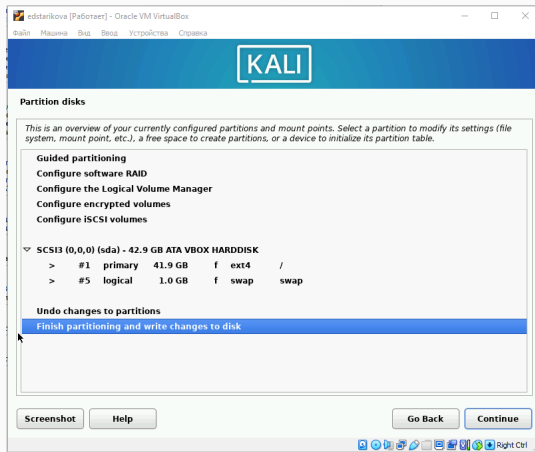 edstarikova [Работает] - Oracle VM VirtualBox
Файл Машина Вид Ввод Устройства Справка
KALI
Partition disks
This is an overview of your currently configured partitions and mount points. Select a partition to modify its settings (file
system, mount point, etc.), a free space to create partitions, or a device to initialize its partition table.
Guided partitioning
Configure software RAID
Configure the Logical Volume Manager
Configure encrypted volumes
Configure iSCSI volumes
SCSI3 (0,0,0) (sda) - 42.9 GB ATA VBOX HARDDISK
> #1 primary 41.9 GB f ext4 /
> #5 logical 1.0 GB f swap swap
Undo changes to partitions
Finish partitioning and write changes to disk
Screenshot Help Go Back Continue
Right Ctrl